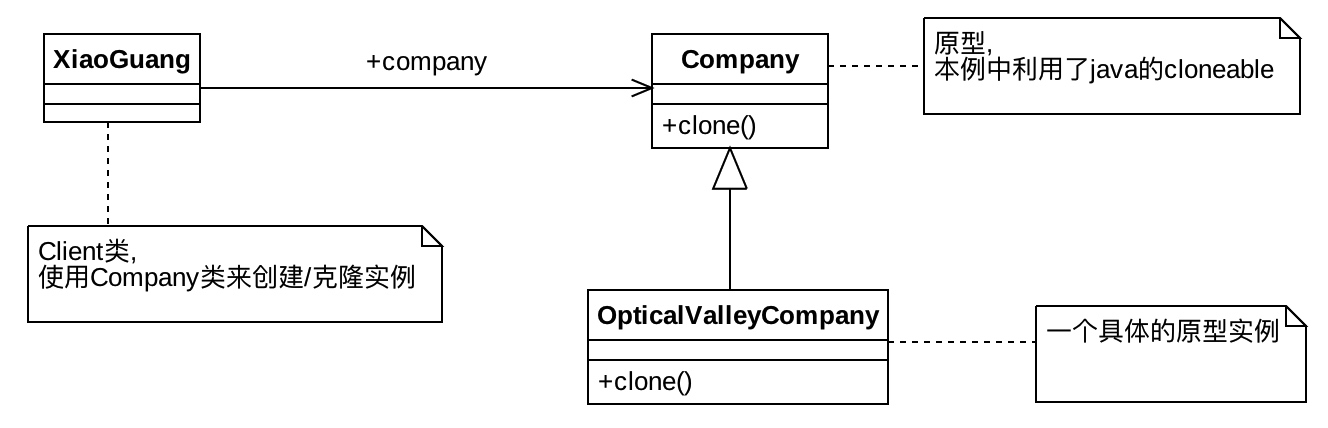 XiaoGuang
+company
Company
+clone()
原型,
本例中利用了java的cloneable
Client类,
使用Company类来创建/克隆实例
OpticalValleyCompany
+clone()
一个具体的原型实例